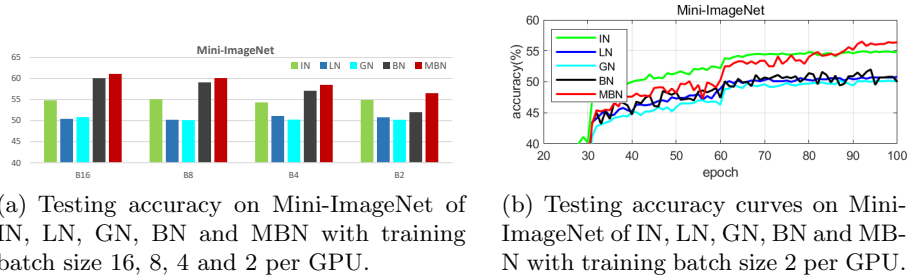 Mini-ImageNet
IN LN GN BN MBN
65
60
55
50
45
40
B16 B8 B4 B2
(a) Testing accuracy on Mini-ImageNet of
IN, LN, GN, BN and MBN with training
batch size 16, 8, 4 and 2 per GPU.
Mini-ImageNet
accuracy(%)
60
55
50
45
40
IN
LN
GN
BN
MBN
20 30 40 50 60 70 80 90 100
epoch
(b) Testing accuracy curves on Mini-
ImageNet of IN, LN, GN, BN and MB-
N with training batch size 2 per GPU.